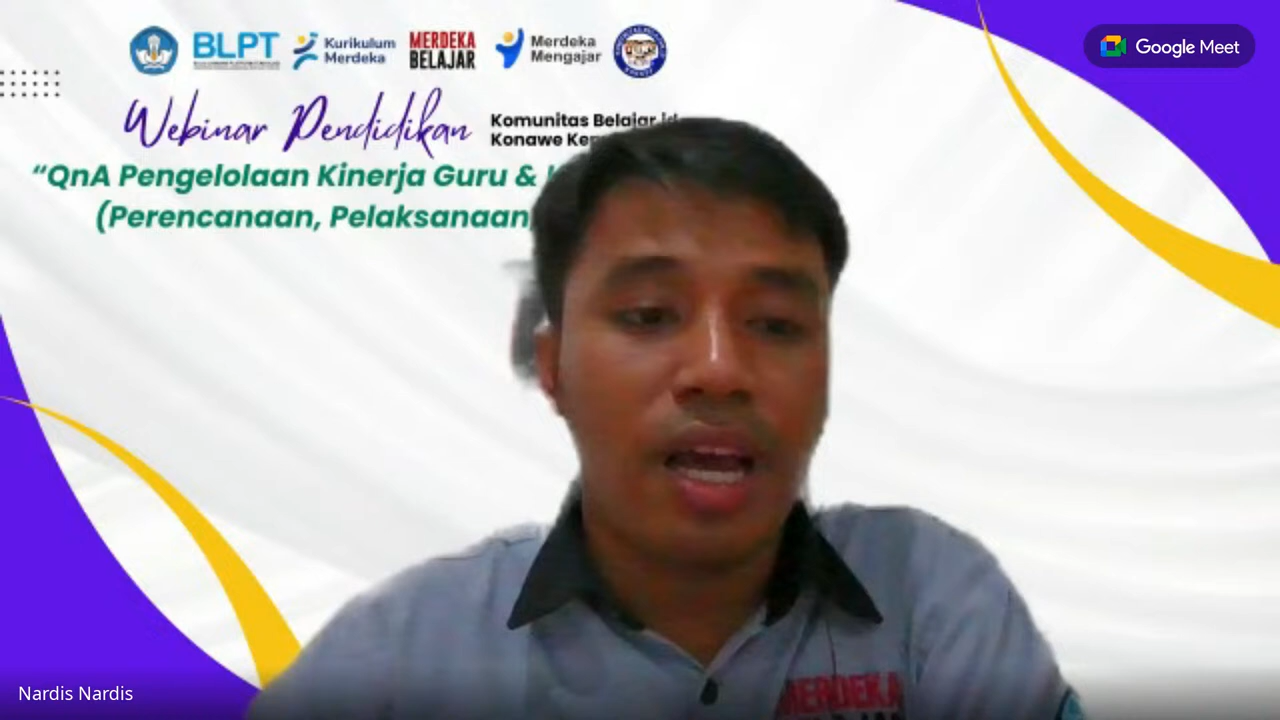 Google Meet
BLPT
Kurikulum
Merdeka
MERDEKA
BELAJAR
Merdeka
Mengajar
Webinar Pendidikan
Komunitas Belajar
Konawe
“QnA Pengelolaan Kinerja Guru &
(Perencanaan, Pelaksanaan,
MERDEKA
Nardis Nardis